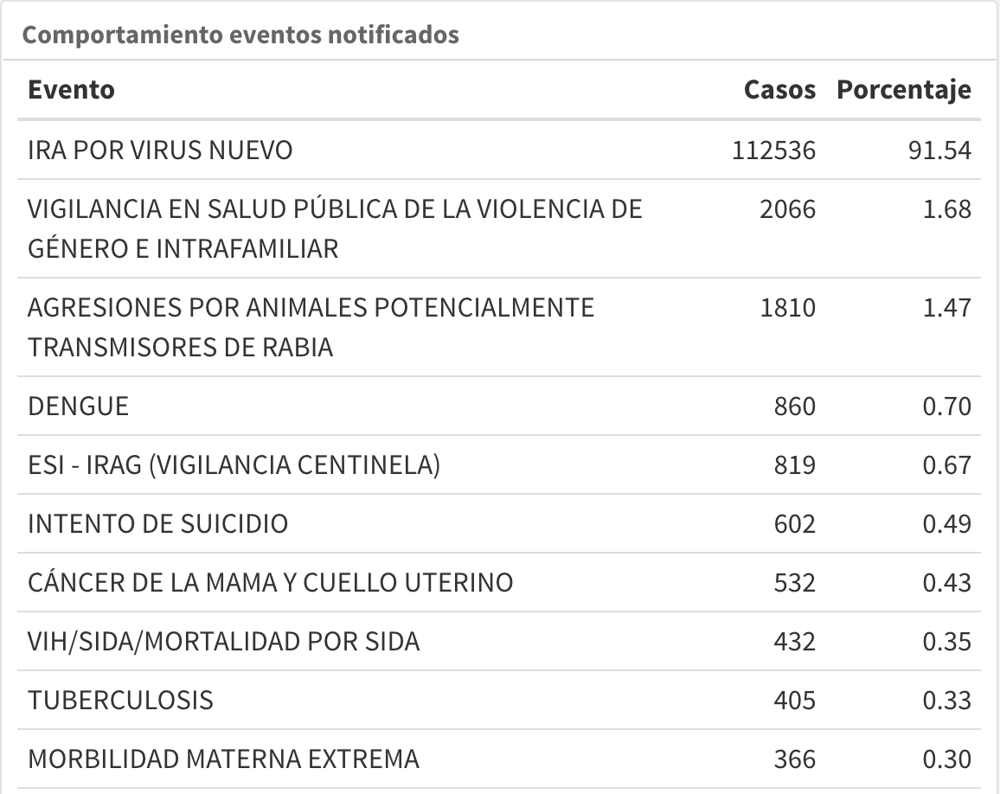 Comportamiento eventos notificados
Evento Casos Porcentaje
IRA POR VIRUS NUEVO 112536 91.54
VIGILANCIA EN SALUD PÚBLICA DE LA VIOLENCIA DE 2066 1.68
GÉNERO E INTRAFAMILIAR
AGRESIONES POR ANIMALES POTENCIALMENTE 1810 1.47
TRANSMISORES DE RABIA
DENGUE 860 0.70
ESI - IRAG (VIGILANCIA CENTINELA) 819 0.67
INTENTO DE SUICIDIO 602 0.49
CÁNCER DE LA MAMA Y CUELLO UTERINO 532 0.43
VIH/SIDA/MORTALIDAD POR SIDA 432 0.35
TUBERCULOSIS 405 0.33
MORBILIDAD MATERNA EXTREMA 366 0.30